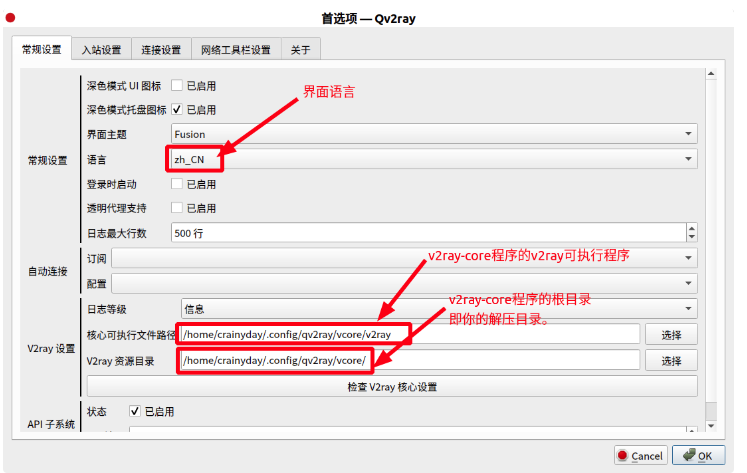 首选项 — Qv2ray
常规设置 入站设置 连接设置 网络工具栏设置 关于
深色模式 UI 图标 已启用
界面语言
深色模式托盘图标 已启用
界面主题 Fusion
语言 zh_CN
常规设置
登录时启动 已启用
透明代理支持 已启用
日志最大行数 500 行
订阅
v2ray-core程序的v2ray可执行程序
自动连接
配置
v2ray-core程序的根目录
即你的解压目录。
日志等级 信息
核心可执行文件路径 /home/crainyday/.config/qv2ray/vcore/v2ray 选择
V2ray 设置
V2ray 资源目录 /home/crainyday/.config/qv2ray/vcore/ 选择
检查 V2ray 核心设置
状态 已启用
API 子系统
Cancel OK